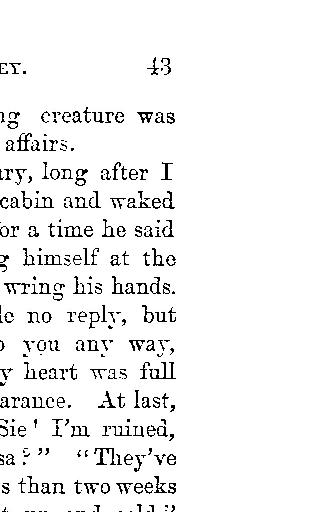 EY. 43
ng creature was
affairs.
ary, long after I
cabin and waked
for a time he said
g himself at the
wring his hands.
le no reply, but
o you any way,
y heart was full
arance. At last,
Sie! I'm ruined,
sa?" "They've
s than two weeks